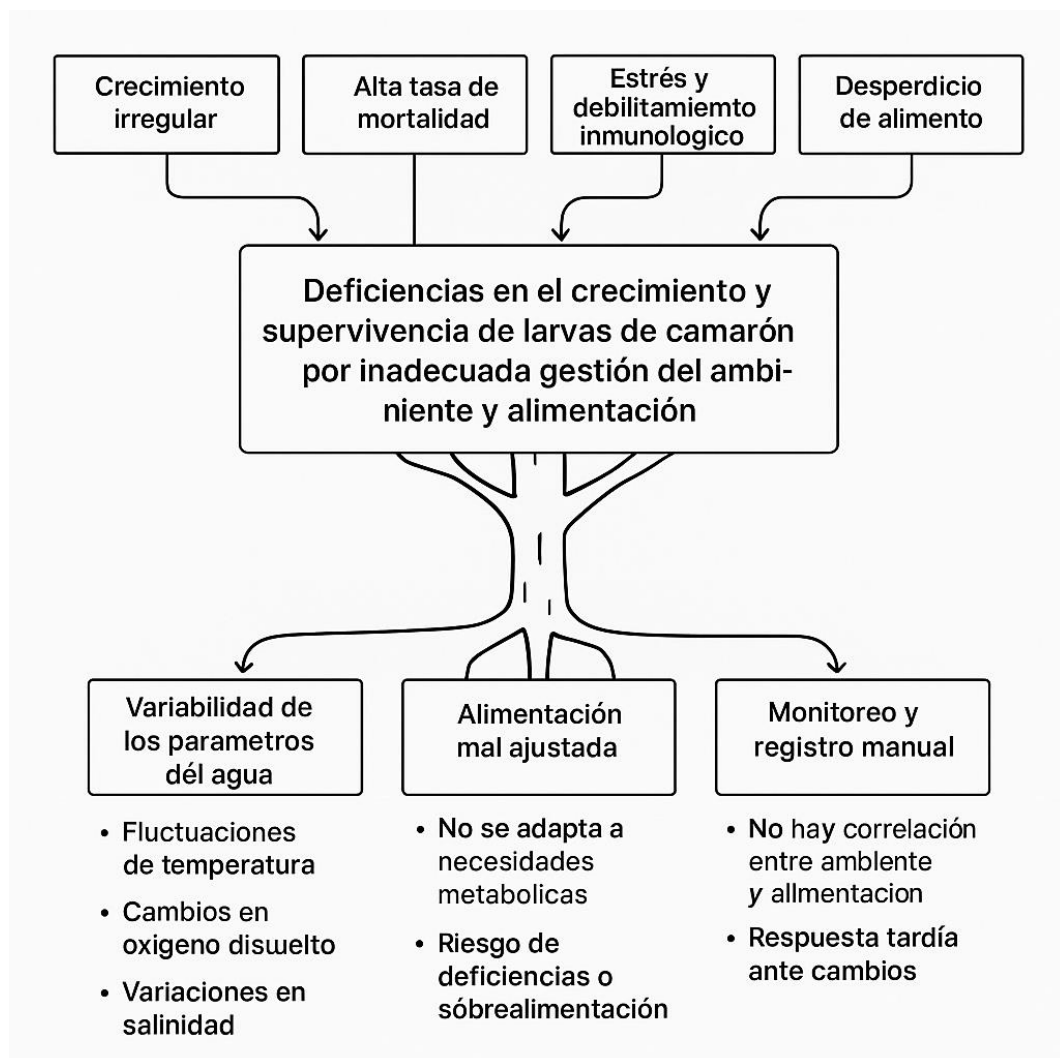 Crecimiento
irregular
Alta tasa de
mortalidad
Estrés y
debilitamiemto
inmunologico
Desperdicio
de alimento
Deficiencias en el crecimiento y
supervivencia de larvas de camarón
por inadecuada gestión del ambi-
niente y alimentación
Variabilidad de
los parametros
dél agua
• Fluctuaciones
de temperatura
• Cambios en
oxigeno disuelto
• Variaciones en
salinidad
Alimentación
mal ajustada
• No se adapta a
necesidades
metabolicas
• Riesgo de
deficiencias o
sóbrealimentación
Monitoreo y
registro manual
• No hay correlación
entre amblente
y allmentacion
• Respuesta tardía
ante cambios